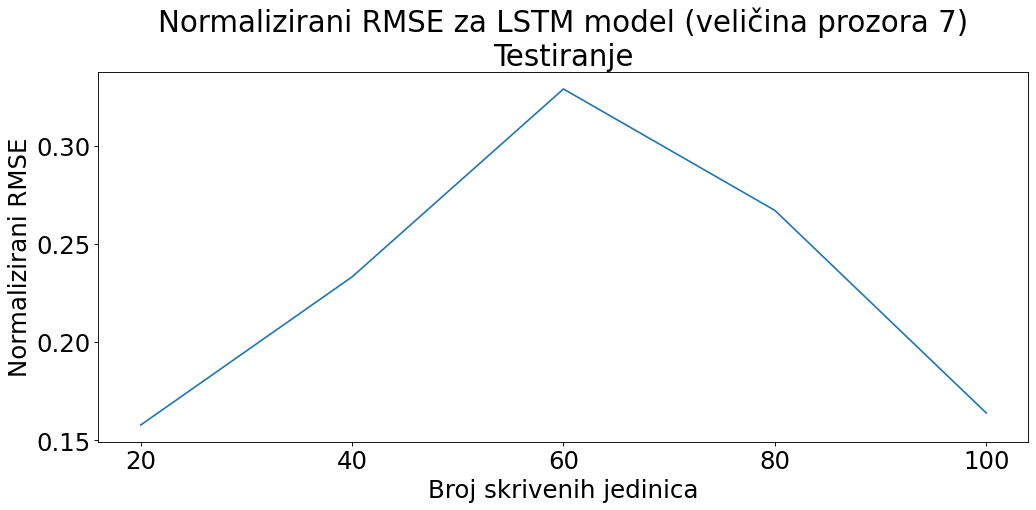 Normalizirani RMSE za LSTM model (veličina prozora 7)
Testiranje
Normalizirani RMSE
0.30
0.25
0.20
0.15
20 40 60 80 100
Broj skrivenih jedinica